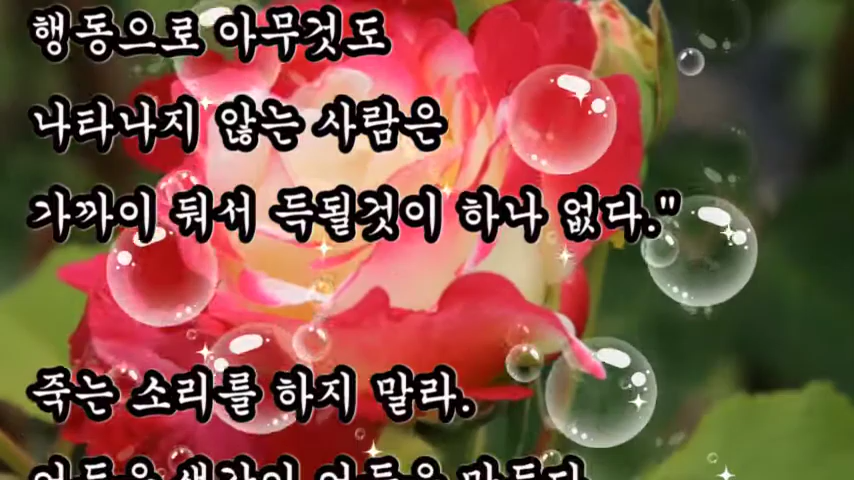 행동으로 아무것도
나타나지 않는 사람은
가까이 둬서 득될것이 하나 없다."
죽는 소리를 하지 말라.